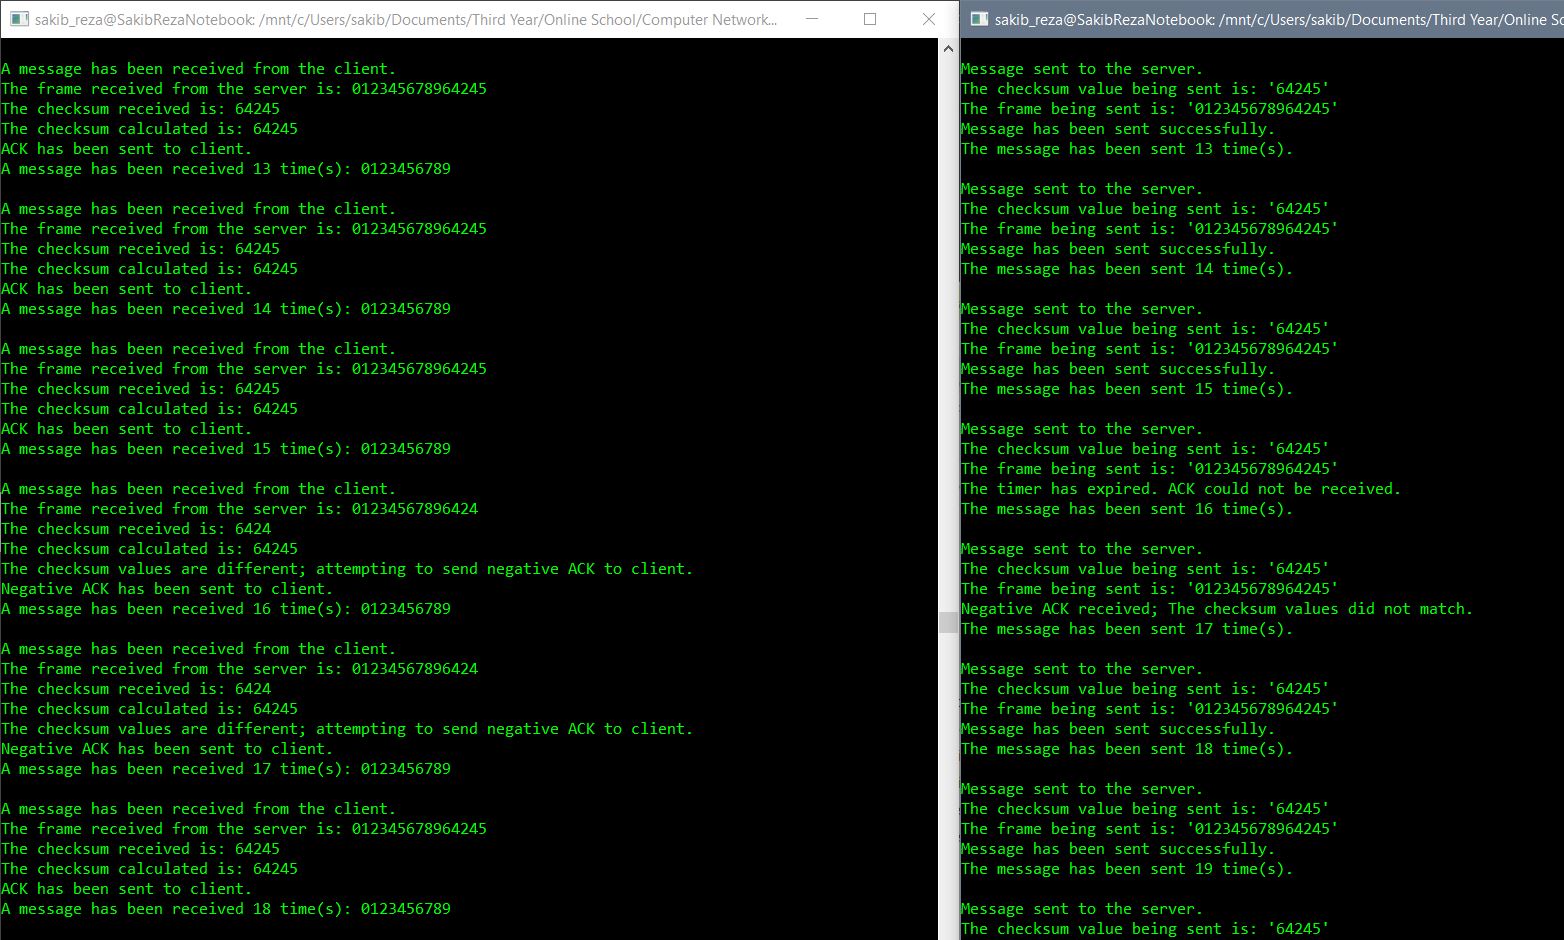 sakib_reza@SakibRezaNotebook: /mnt/c/Users/sakib/Documents/Third Year/Online School/Computer Network...
A message has been received from the client.
The frame received from the server is: 012345678964245
The checksum received is: 64245
The checksum calculated is: 64245
ACK has been sent to client.
A message has been received 13 time(s): 0123456789
A message has been received from the client.
The frame received from the server is: 012345678964245
The checksum received is: 64245
The checksum calculated is: 64245
ACK has been sent to client.
A message has been received 14 time(s): 0123456789
A message has been received from the client.
The frame received from the server is: 012345678964245
The checksum received is: 64245
The checksum calculated is: 64245
ACK has been sent to client.
A message has been received 15 time(s): 0123456789
A message has been received from the client.
The frame received from the server is: 01234567896424
The checksum received is: 6424
The checksum calculated is: 64245
The checksum values are different; attempting to send negative ACK to client.
Negative ACK has been sent to client.
A message has been received 16 time(s): 0123456789
A message has been received from the client.
The frame received from the server is: 01234567896424
The checksum received is: 6424
The checksum calculated is: 64245
The checksum values are different; attempting to send negative ACK to client.
Negative ACK has been sent to client.
A message has been received 17 time(s): 0123456789
A message has been received from the client.
The frame received from the server is: 012345678964245
The checksum received is: 64245
The checksum calculated is: 64245
ACK has been sent to client.
A message has been received 18 time(s): 0123456789
sakib_reza@SakibRezaNotebook: /mnt/c/Users/sakib/Documents/Third Year/Online Sc
Message sent to the server.
The checksum value being sent is: '64245'
The frame being sent is: '012345678964245'
Message has been sent successfully.
The message has been sent 13 time(s).
Message sent to the server.
The checksum value being sent is: '64245'
The frame being sent is: '012345678964245'
Message has been sent successfully.
The message has been sent 14 time(s).
Message sent to the server.
The checksum value being sent is: '64245'
The frame being sent is: '012345678964245'
Message has been sent successfully.
The message has been sent 15 time(s).
Message sent to the server.
The checksum value being sent is: '64245'
The frame being sent is: '012345678964245'
The timer has expired. ACK could not be received.
The message has been sent 16 time(s).
Message sent to the server.
The checksum value being sent is: '64245'
The frame being sent is: '012345678964245'
Negative ACK received; The checksum values did not match.
The message has been sent 17 time(s).
Message sent to the server.
The checksum value being sent is: '64245'
The frame being sent is: '012345678964245'
Message has been sent successfully.
The message has been sent 18 time(s).
Message sent to the server.
The checksum value being sent is: '64245'
The frame being sent is: '012345678964245'
Message has been sent successfully.
The message has been sent 19 time(s).
Message sent to the server.
The checksum value being sent is: '64245'